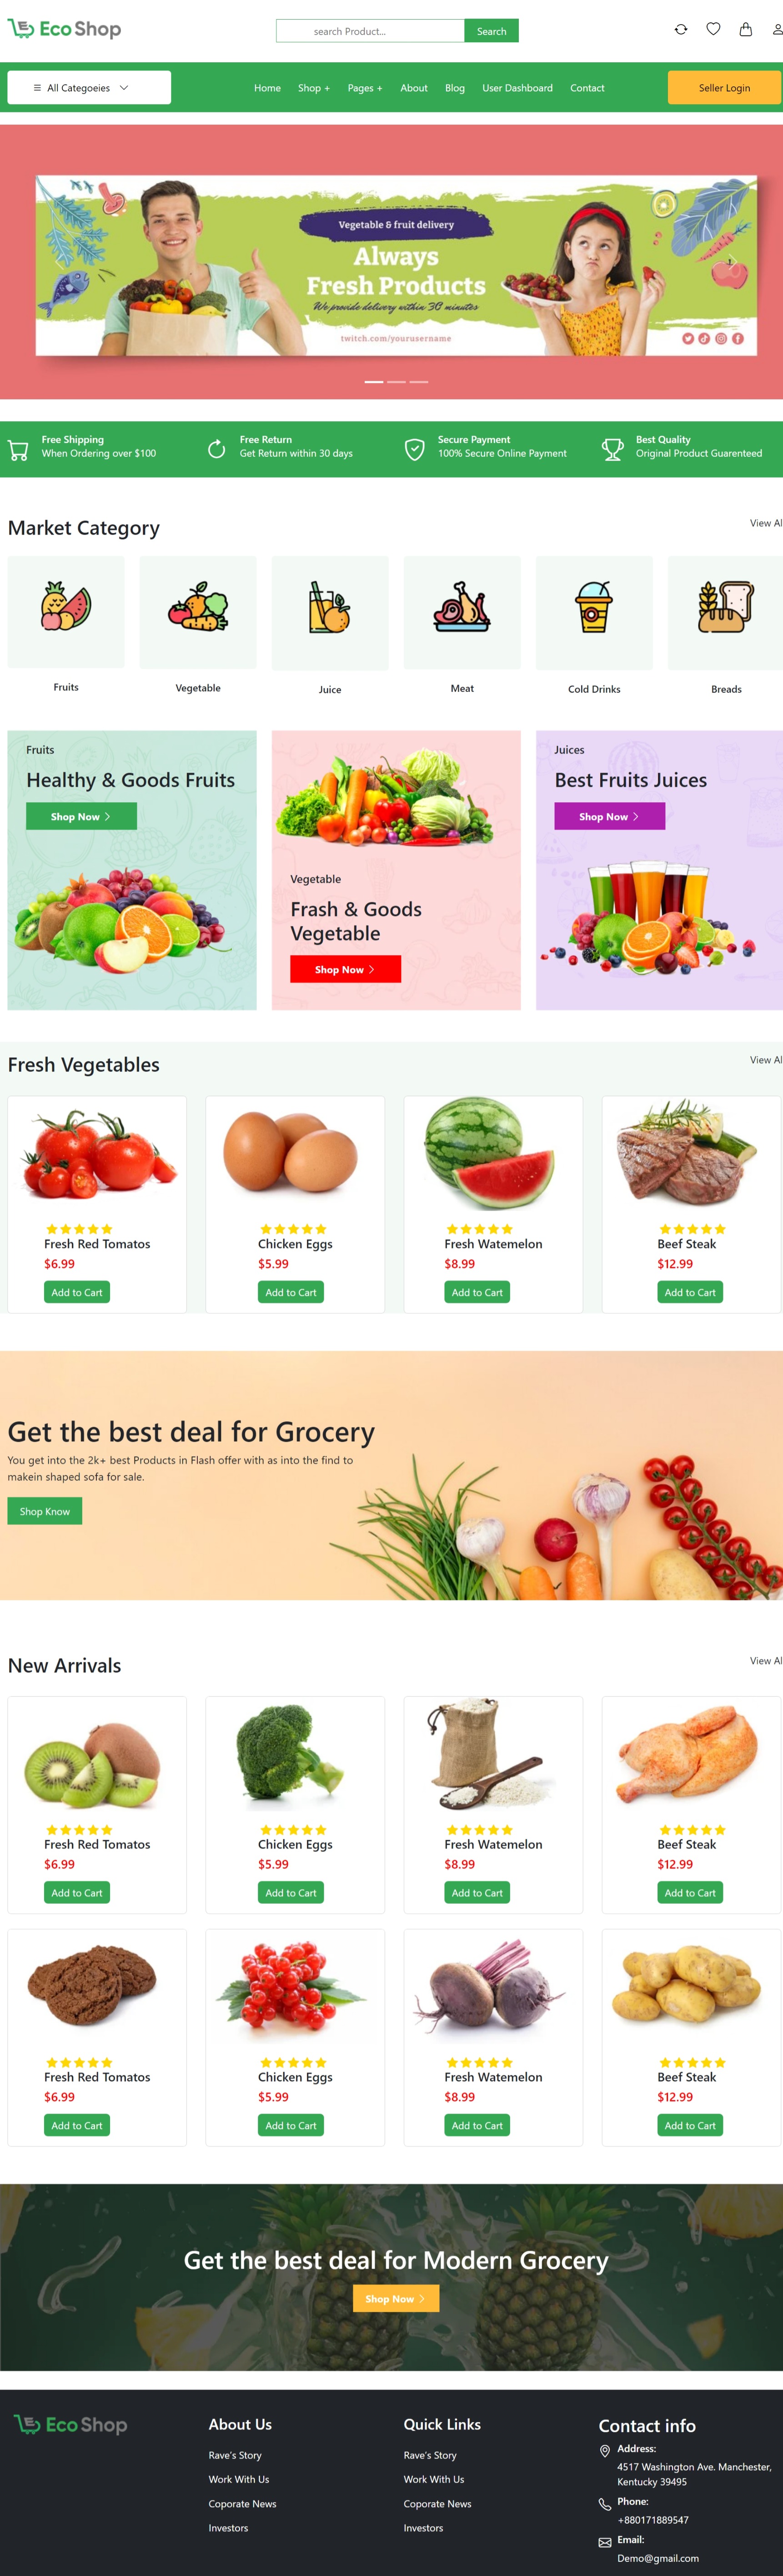 EcoShop
search Product...
Search
All Categoeies
Home
Shop +
Pages +
About
Blog
User Dashboard
Contact
Seller Login
Vegetable & fruit delivery
Always
Fresh Products
We provide delivery within 30 minutes
twitch.com/yourusername
Free Shipping
When Ordering over $100
Free Return
Get Return within 30 days
Secure Payment
100% Secure Online Payment
Best Quality
Original Product Guarenteed
Market Category
View Al
Fruits
Vegetable
Juice
Meat
Cold Drinks
Breads
Fruits
Healthy & Goods Fruits
Shop Now
Vegetable
Frash & Goods
Vegetable
Shop Now
Juices
Best Fruits Juices
Shop Now
Fresh Vegetables
View Al
Fresh Red Tomatos
$6.99
Add to Cart
Chicken Eggs
$5.99
Add to Cart
Fresh Watemelon
$8.99
Add to Cart
Beef Steak
$12.99
Add to Cart
Get the best deal for Grocery
You get into the 2k+ best Products in Flash offer with as into the find to
makein shaped sofa for sale.
Shop Know
New Arrivals
View Al
Fresh Red Tomatos
$6.99
Add to Cart
Chicken Eggs
$5.99
Add to Cart
Fresh Watemelon
$8.99
Add to Cart
Beef Steak
$12.99
Add to Cart
Fresh Red Tomatos
$6.99
Add to Cart
Chicken Eggs
$5.99
Add to Cart
Fresh Watemelon
$8.99
Add to Cart
Beef Steak
$12.99
Add to Cart
Get the best deal for Modern Grocery
Shop Now
EcoShop
About Us
Rave's Story
Work With Us
Coporate News
Investors
Quick Links
Rave's Story
Work With Us
Coporate News
Investors
Contact info
Address:
4517 Washington Ave. Manchester,
Kentucky 39495
Phone:
+880171889547
Email:
Demo@gmail.com